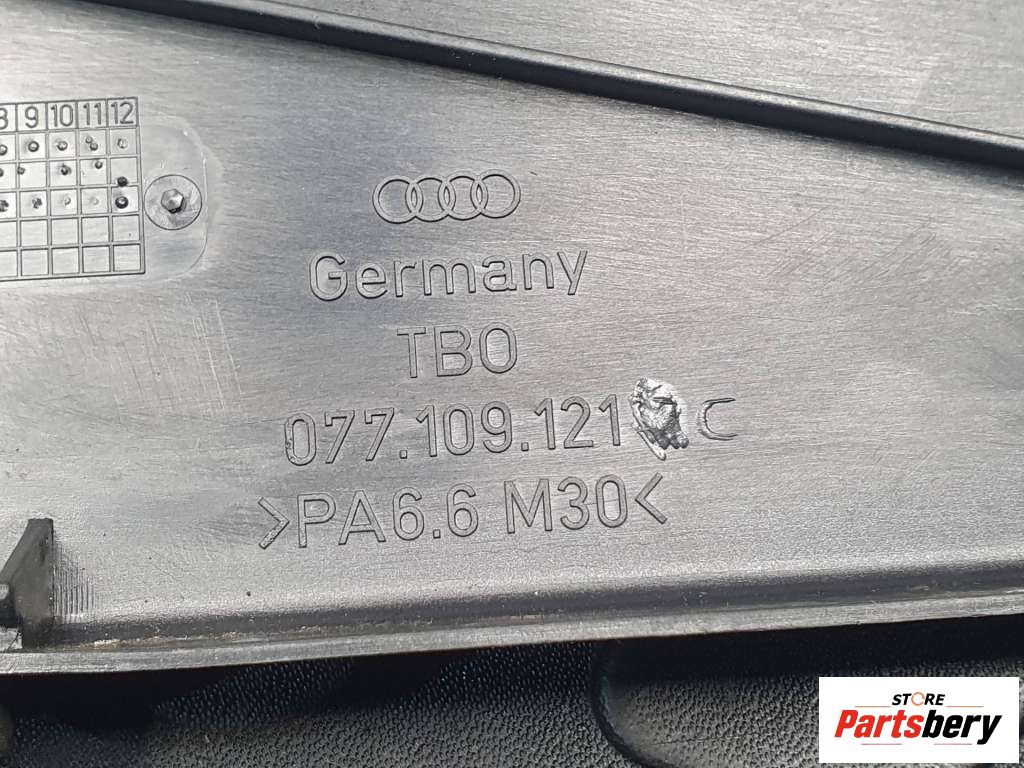 8 9 10 11 12
Germany
TBO
077.109.121 C
>PA6.6 M30<
STORE
Partsbery